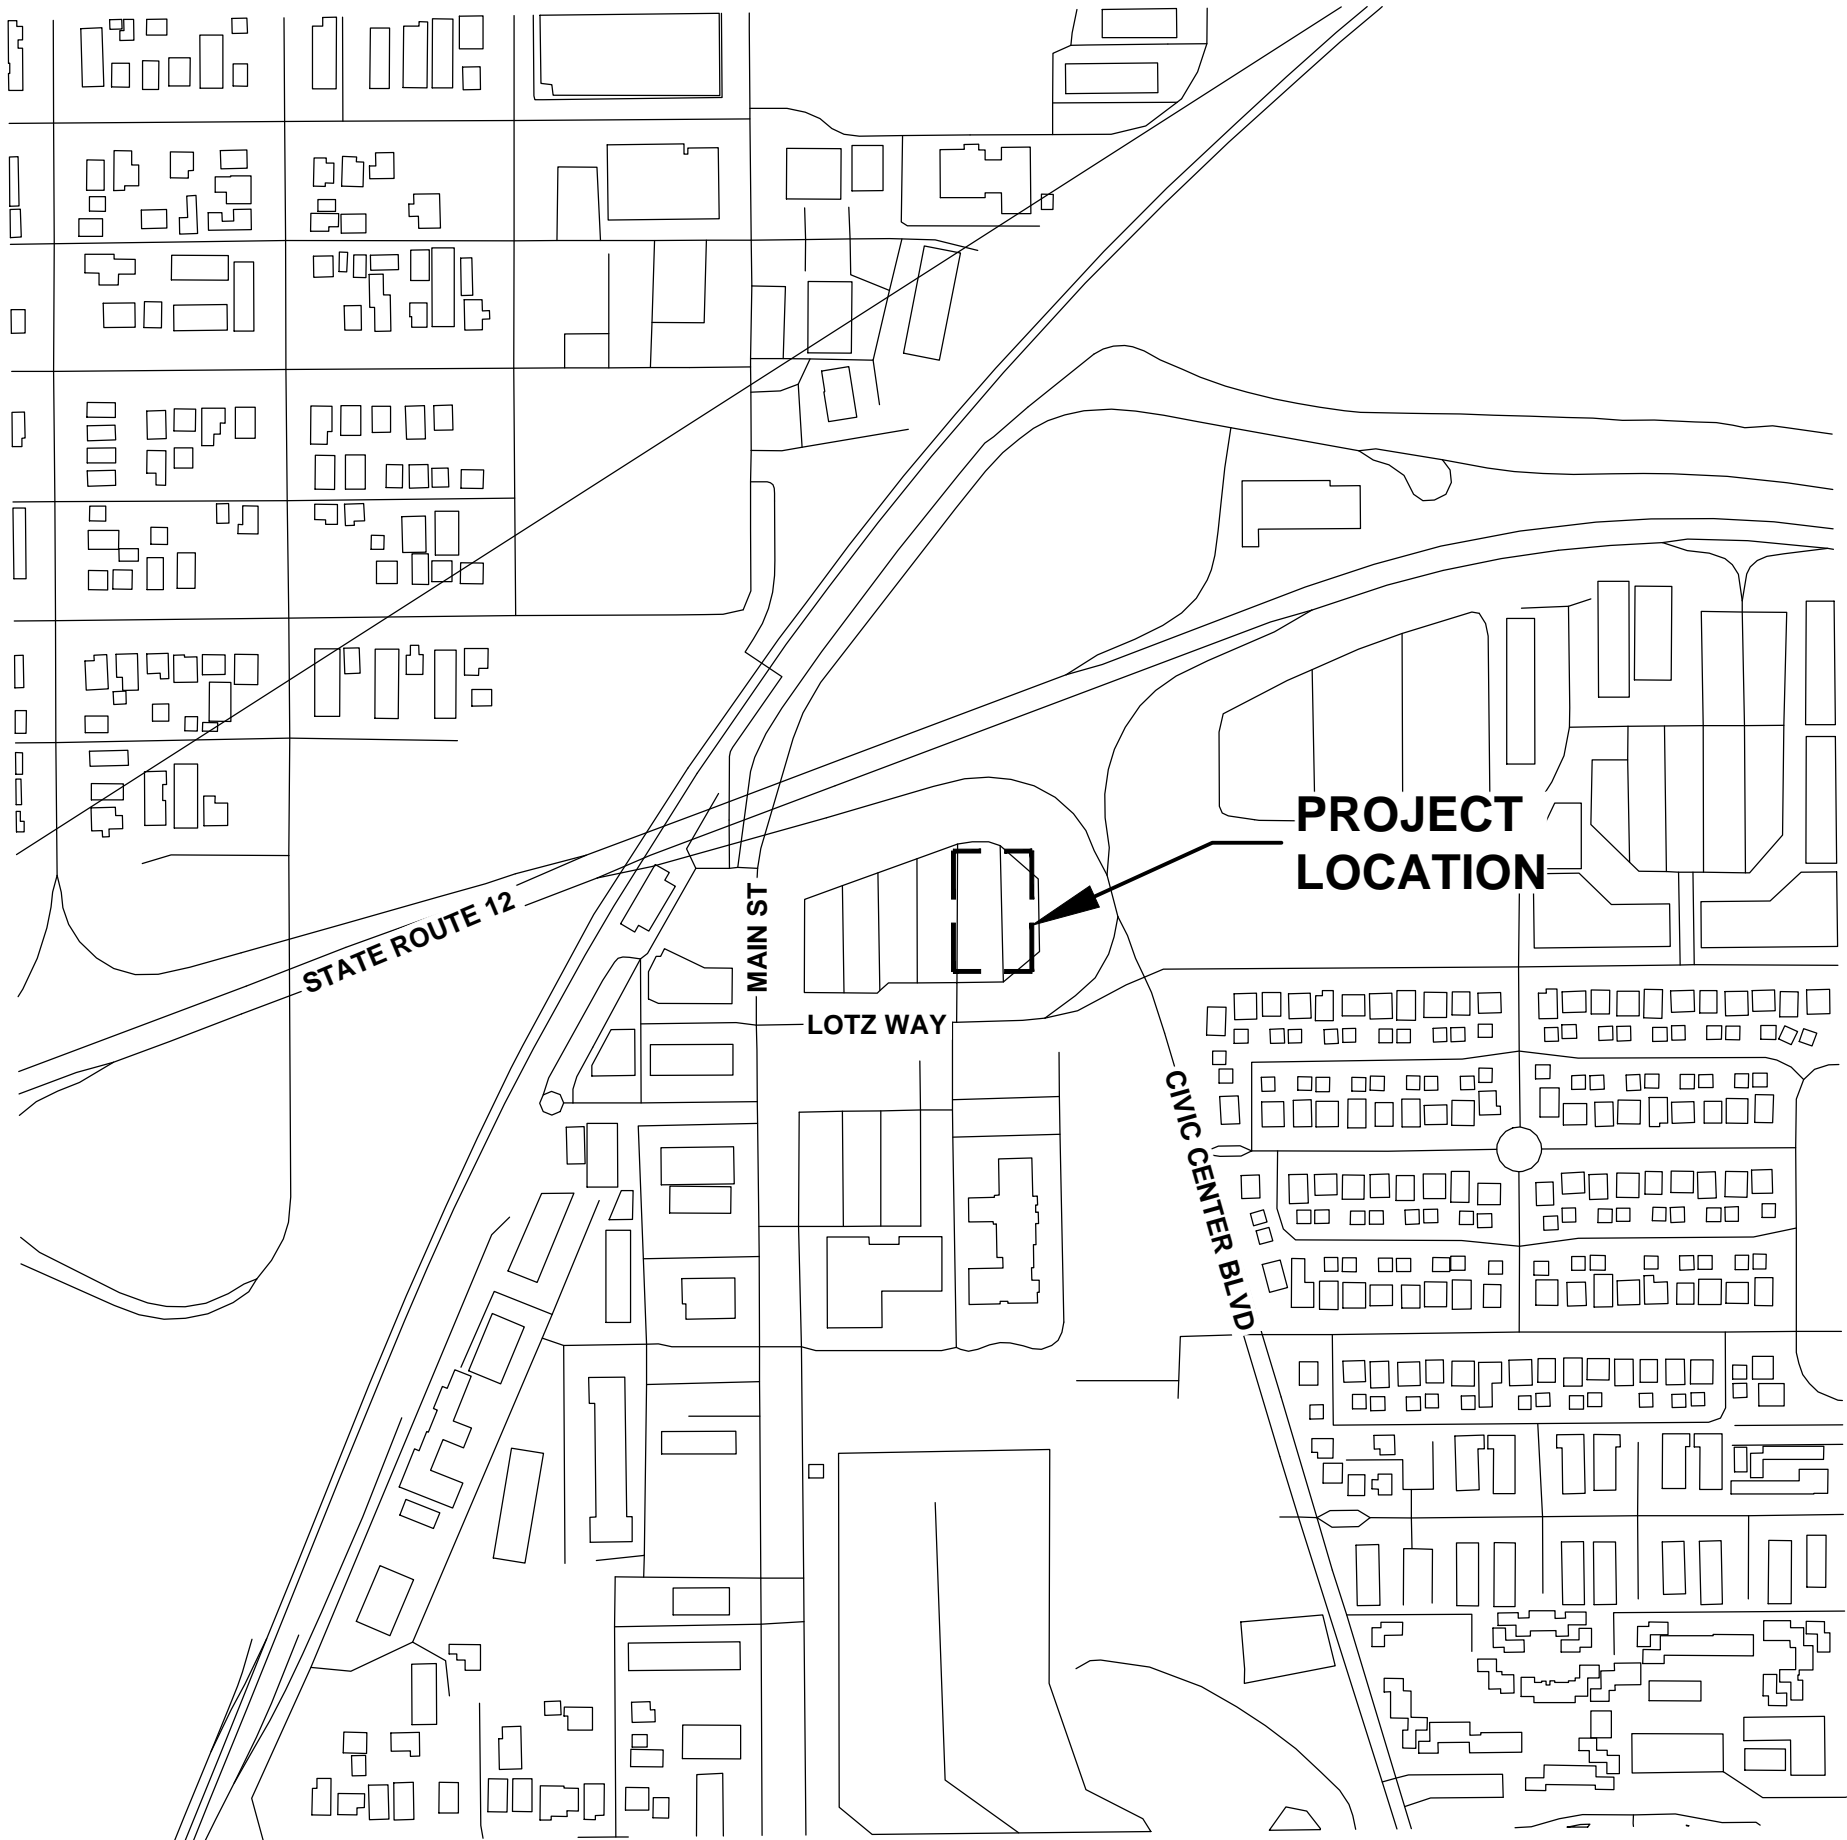 PROJECT
LOCATION
STATE ROUTE 12
MAIN ST
LOTZ WAY
CIVIC CENTER BLVD